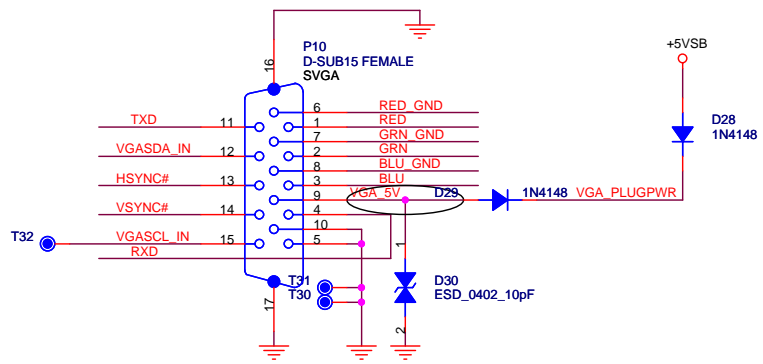 P10
D-SUB15 FEMALE
SVGA
+5VSB
16
6
RED_GND
TXD
11
1
RED
D28
1N4148
7
GRN_GND
VGASDA_IN
12
2
GRN
8
BLU_GND
HSYNC#
13
3
BLU
9
VGA_5V
D29
1N4148
VGA_PLUGPWR
VSYNC#
14
4
10
T32
VGASCL_IN
15
5
RXD
1
T31
T30
D30
ESD_0402_10pF
17
2